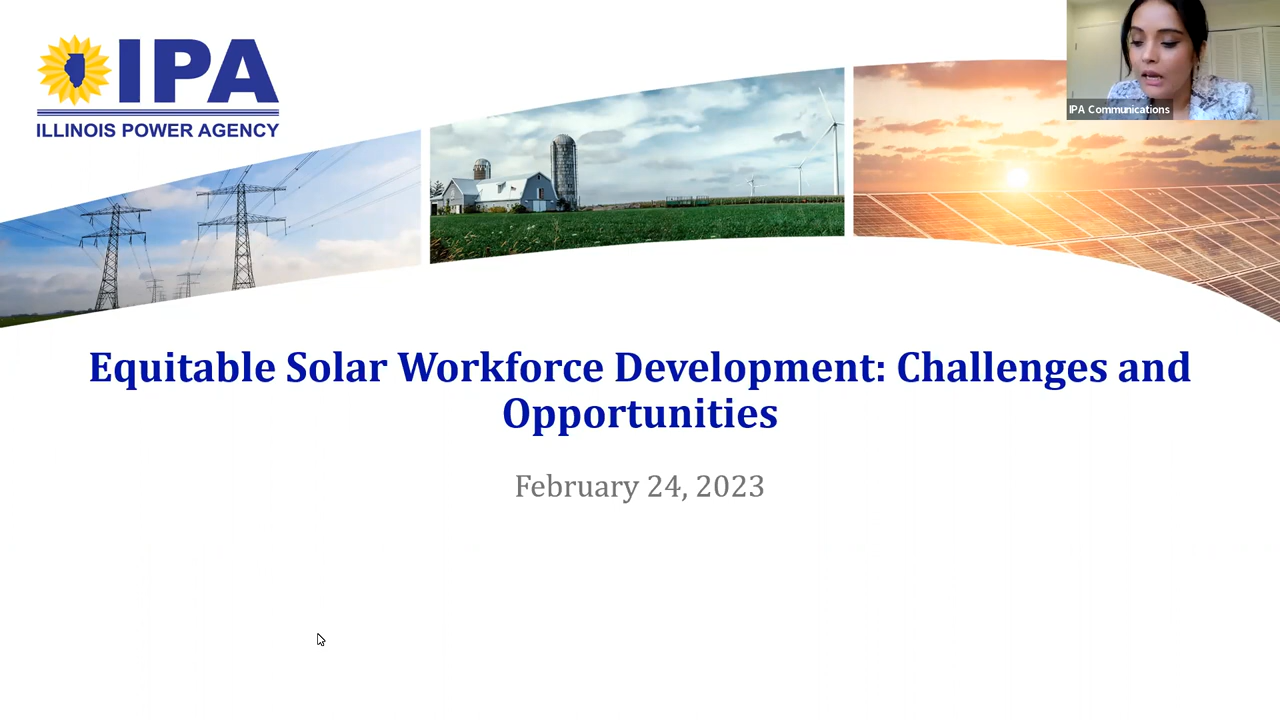 IPA
ILLINOIS POWER AGENCY
IPA Communications
Equitable Solar Workforce Development: Challenges and
Opportunities
February 24, 2023